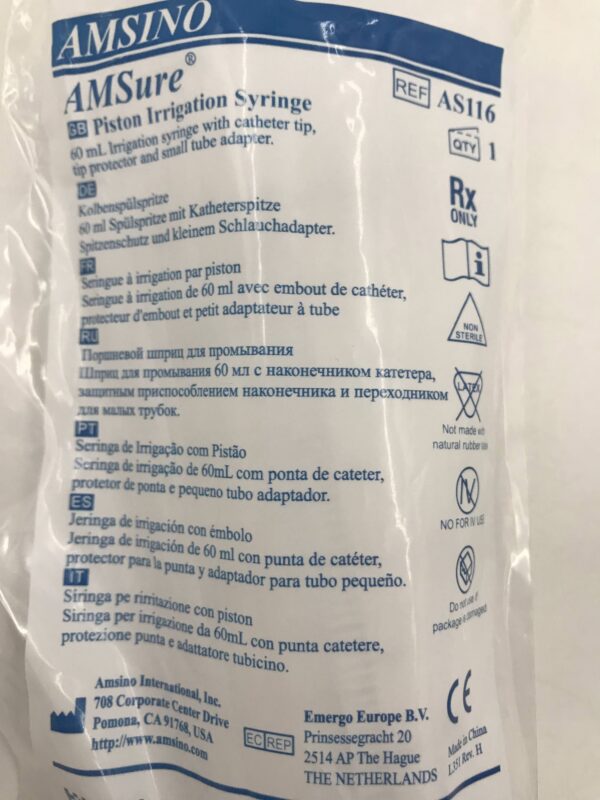 AMSINO
AMSure®
REF AS116
GB Piston Irrigation Syringe
60 mL Irrigation syringe with catheter tip,
tip protector and small tube adapter.
QTY 1
DE
Kolbenspülspritze
60 ml Spülspritze mit Katheterspitze
Spitzenschutz und kleinem Schlauchadapter.
Rx
ONLY
FR
Seringue à irrigation par piston
Seringue à irrigation de 60 ml avec embout de cathéter,
protecteur d'embout et petit adaptateur à tube
NON
STERILE
RU
Поршневой шприц для промывания
Шприц для промывания 60 мл с наконечником катетера,
защитным приспособлением наконечника и переходником
для малых трубок.
LATEX
Not made with
natural rubber latex
PT
Seringa de Irrigação com Pistão
Seringa de irrigação de 60mL com ponta de cateter,
protetor de ponta e pequeno tubo adaptador.
IV
NO FOR IV USE
ES
Jeringa de irrigación con émbolo
Jeringa de irrigación de 60 ml con punta de catéter,
protector para la punta y adaptador para tubo pequeño.
Do not use if
package is damaged
IT
Siringa pe rirritazione con piston
Siringa per irrigazione da 60mL con punta catetere,
protezione punta e adattatore tubicino.
Amsino International, Inc.
708 Corporate Center Drive
Pomona, CA 91768, USA
http://www.amsino.com
EC REP
Emergo Europe B.V.
Prinsessegracht 20
2514 AP The Hague
THE NETHERLANDS
CE
Made in China
L351 Rev. H